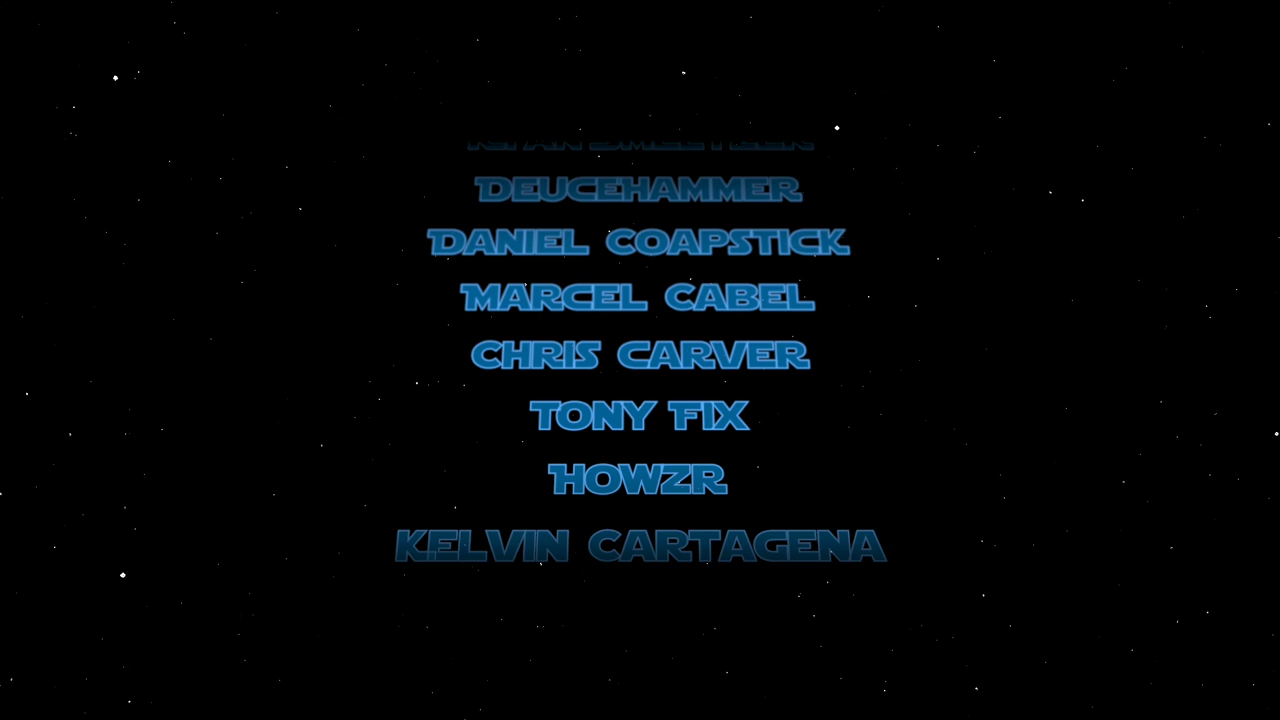 Deucehammer
Daniel Coapstick
Marcel Cabel
Chris Carver
Tony Fix
Howzr
Kelvin Cartagena